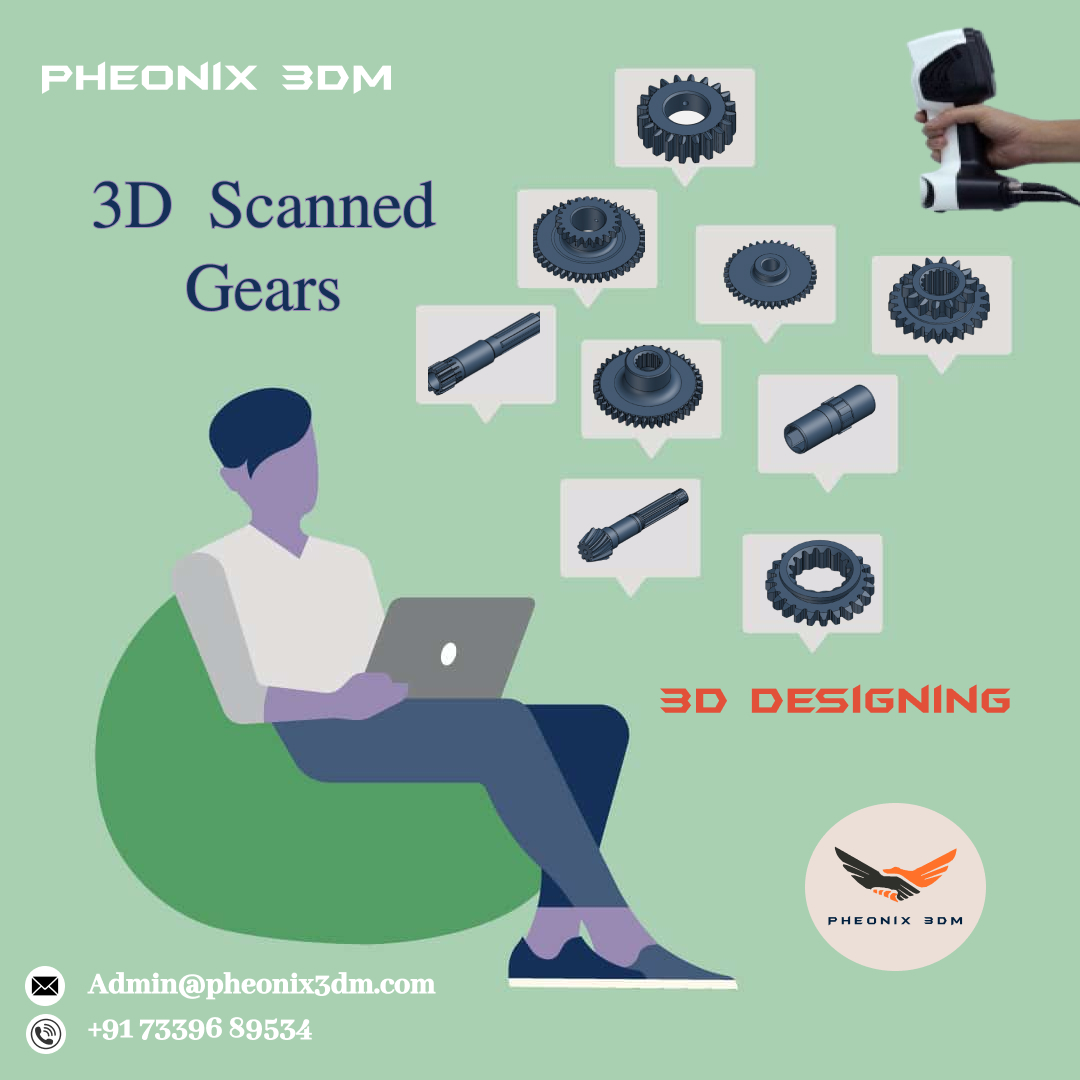 PHEONIX 3DM
3D Scanned
Gears
3D DESIGNING
PHEONIX 3DM
Admin@pheonix3dm.com
+91 73396 89534